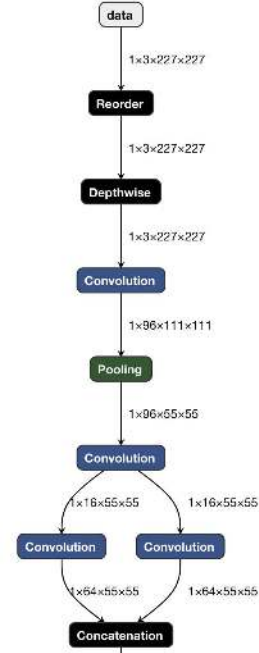 data
1×3×227×227
Reorder
1×3×227×227
Depthwise
1×3×227×227
Convolution
1×96×111×111
Pooling
1×96×55×55
Convolution
1×16×55×55 1×16×55×55
Convolution Convolution
1×64×55×55 1×64×55×55
Concatenation